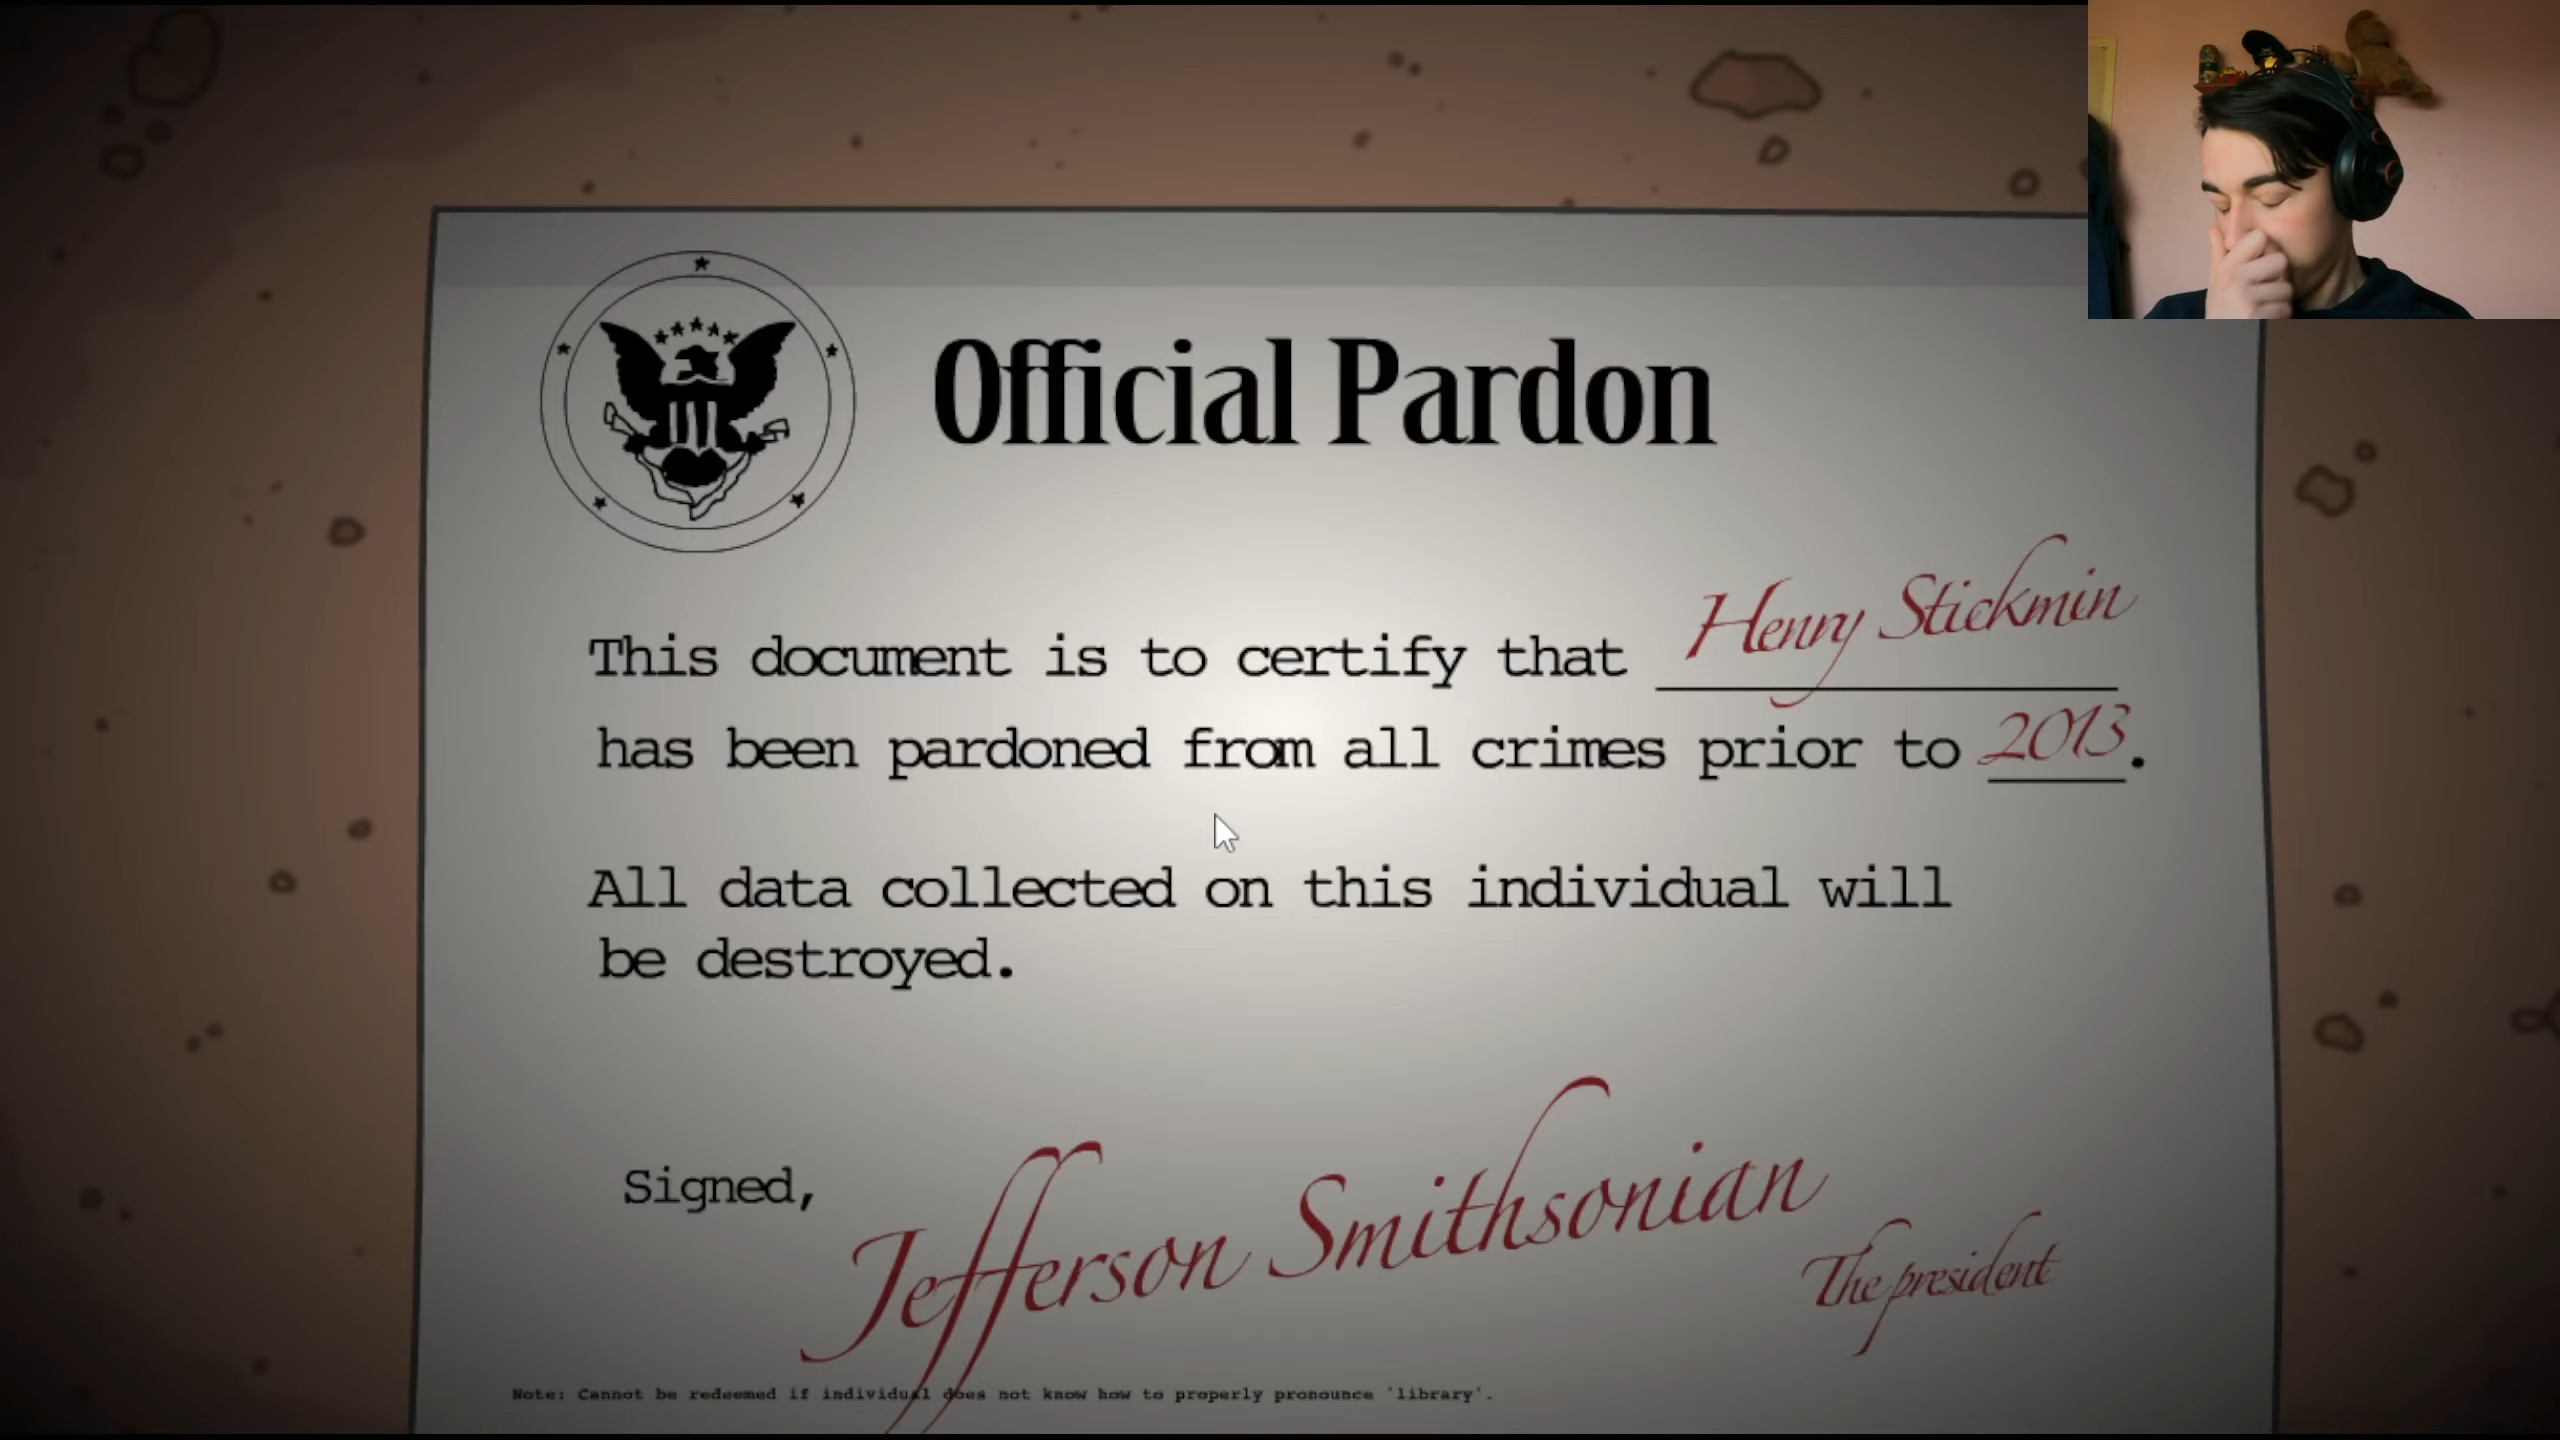 Official Pardon
This document is to certify that Henry Stickmin
has been pardoned from all crimes prior to 2013.
All data collected on this individual will
be destroyed.
Signed, Jefferson Smithsonian
The president
Note: Cannot be redeemed if individual does not know how to properly pronounce 'library'.